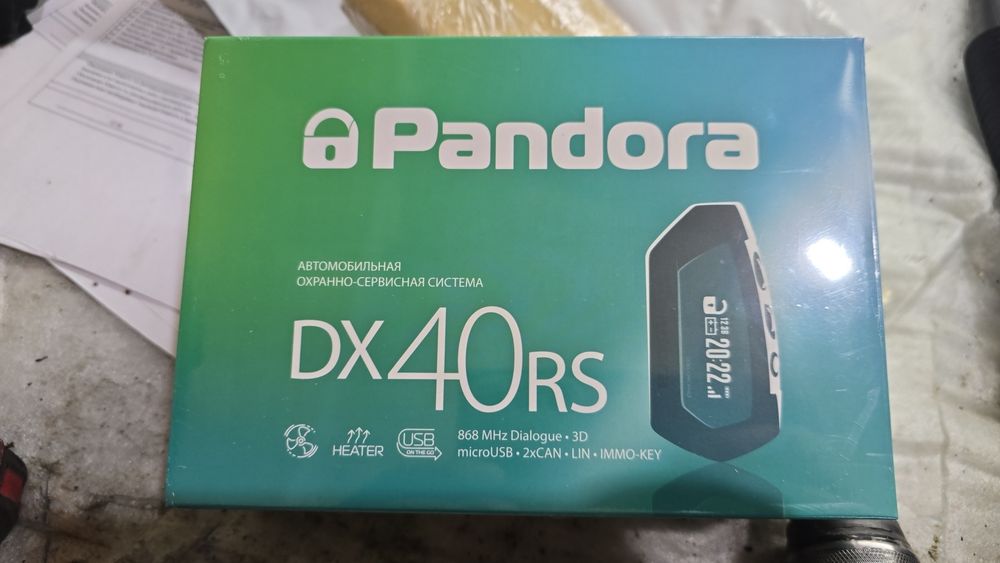 Pandora
АВТОМОБИЛЬНАЯ
ОХРАННО-СЕРВИСНАЯ СИСТЕМА
DX40RS
HEATER
USB
ON THE GO
868 MHz Dialogue • 3D
microUSB • 2xCAN • LIN • IMMO-KEY
20:22